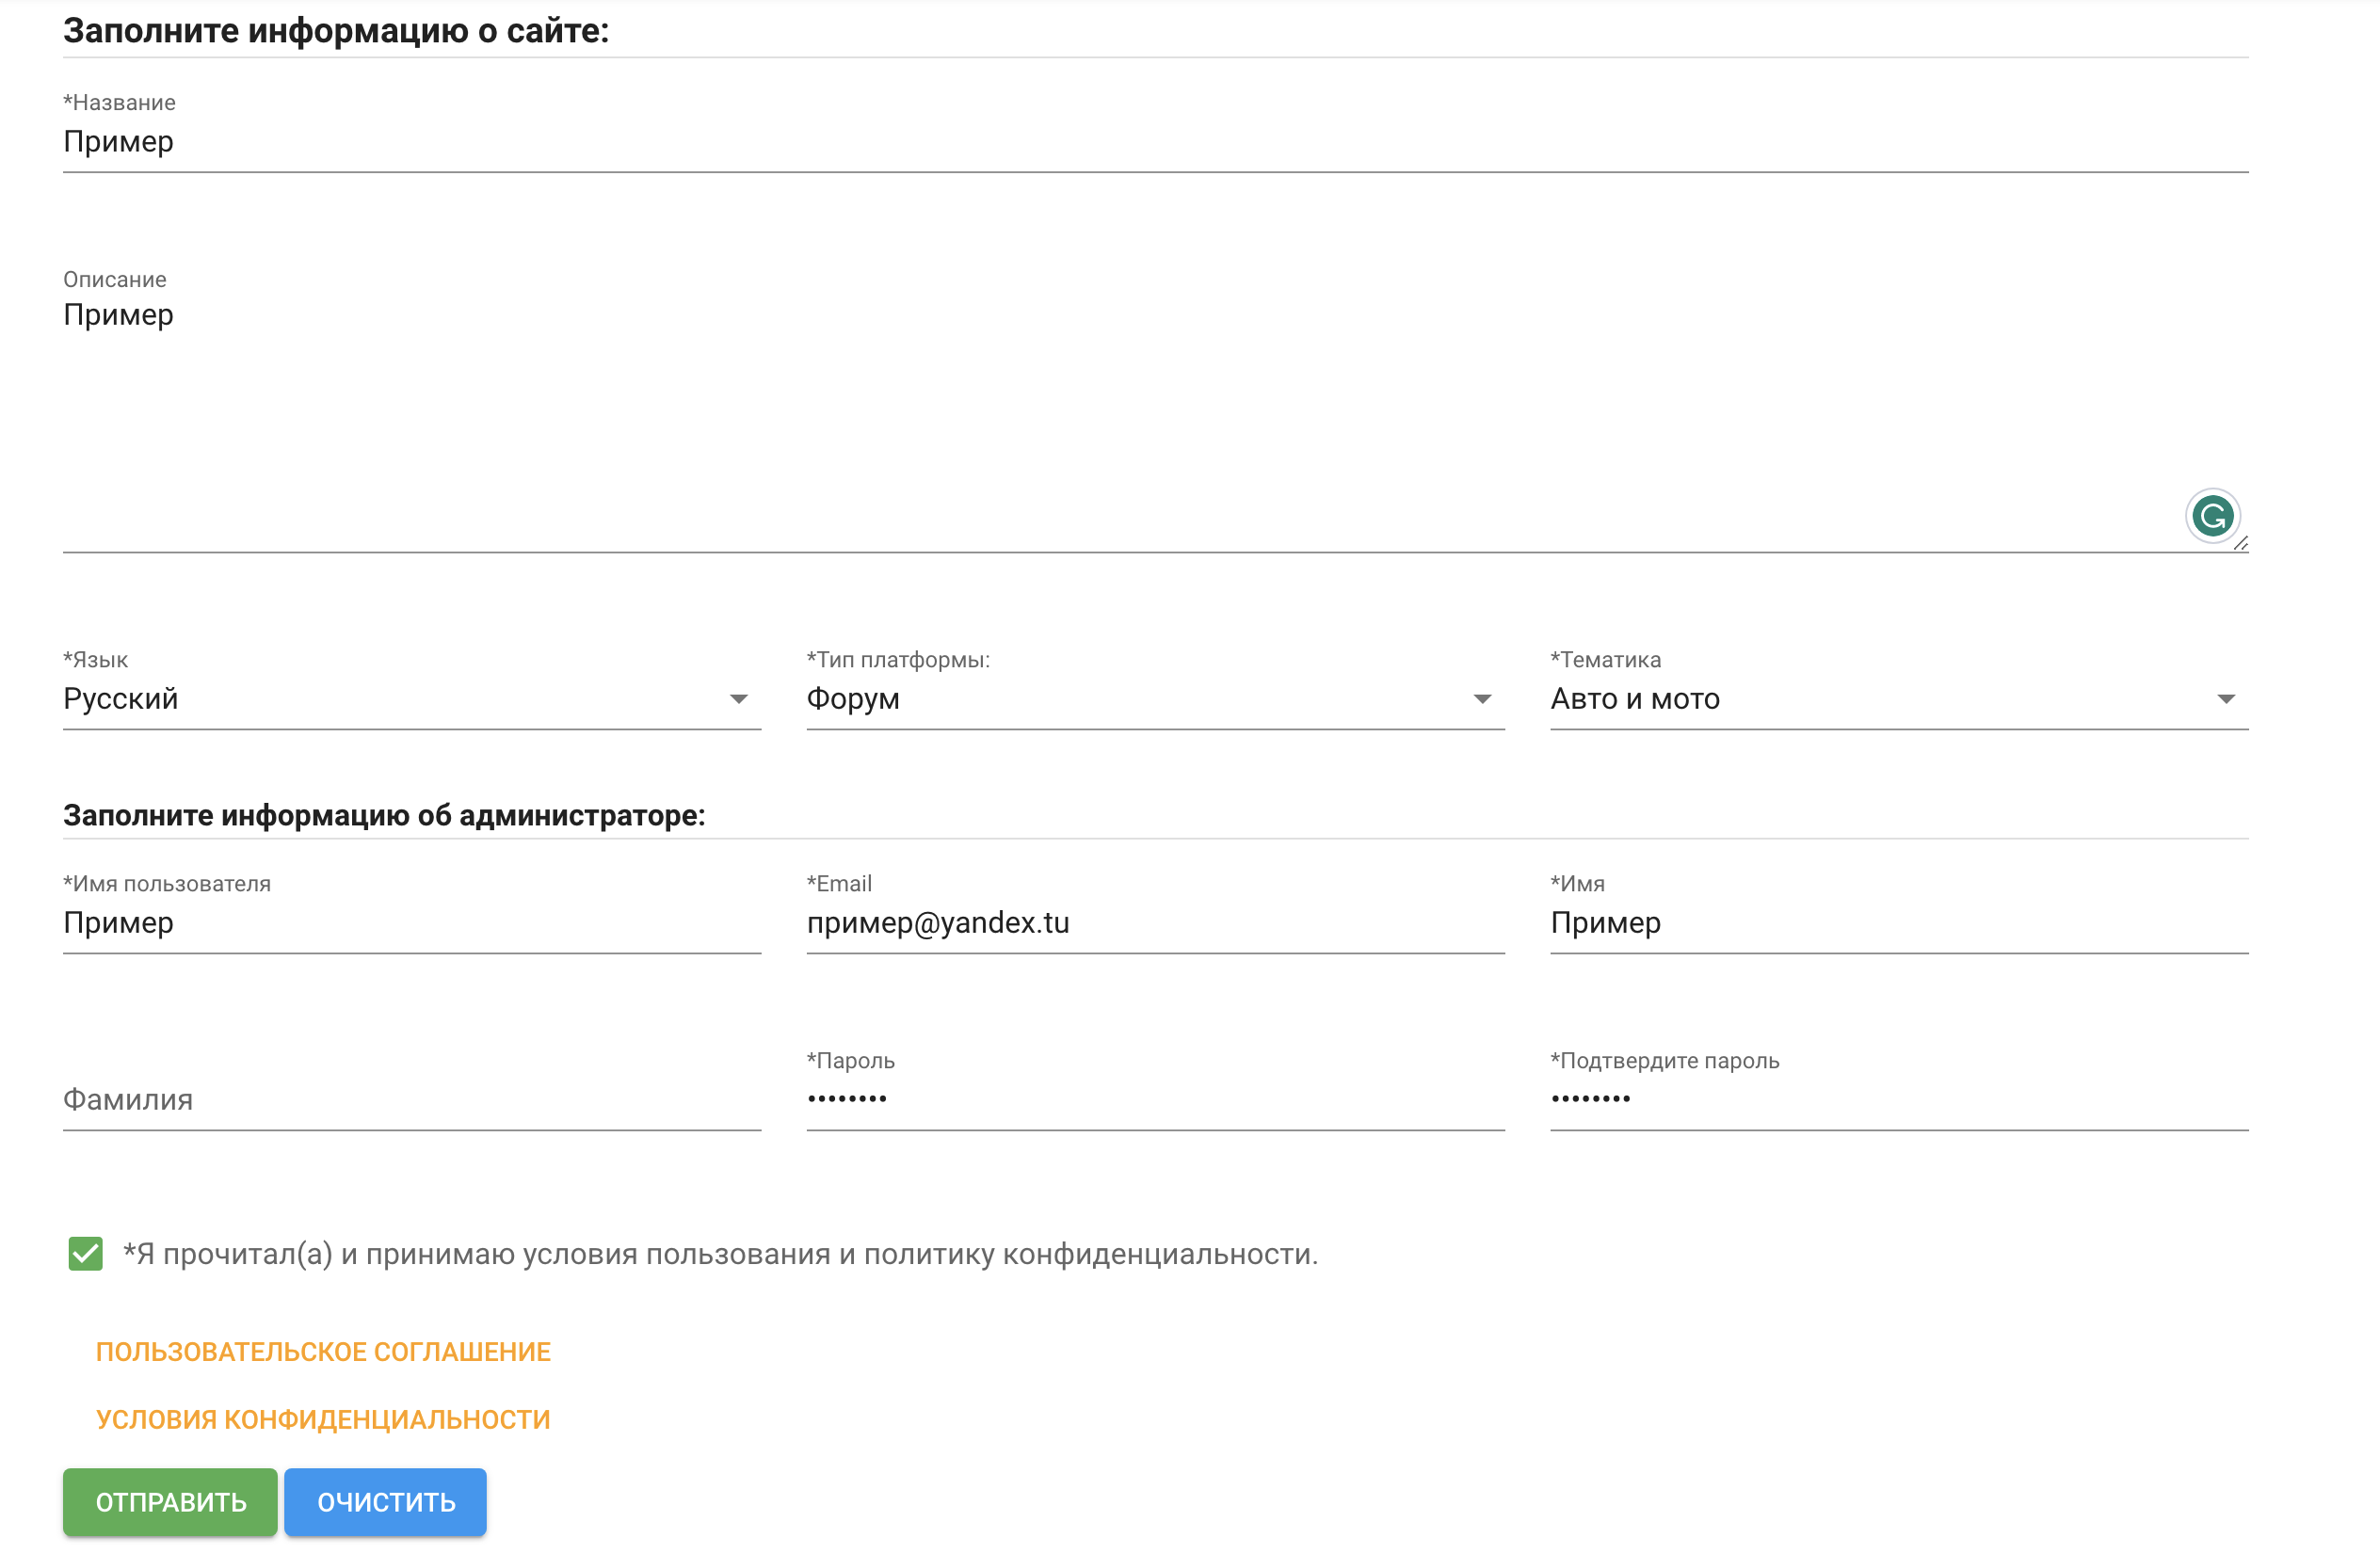 Заполните информацию о сайте:
*Название
Пример
Описание
Пример
*Язык
*Тип платформы:
*Тематика
Русский
Форум
Авто и мото
Заполните информацию об администраторе:
*Имя пользователя
*Email
*Имя
Пример
пример@yandex.tu
Пример
*Пароль
*Подтвердите пароль
Фамилия
••••••••
••••••••
*Я прочитал(а) и принимаю условия пользования и политику конфиденциальности.
ПОЛЬЗОВАТЕЛЬСКОЕ СОГЛАШЕНИЕ
УСЛОВИЯ КОНФИДЕНЦИАЛЬНОСТИ
ОТПРАВИТЬ
ОЧИСТИТЬ